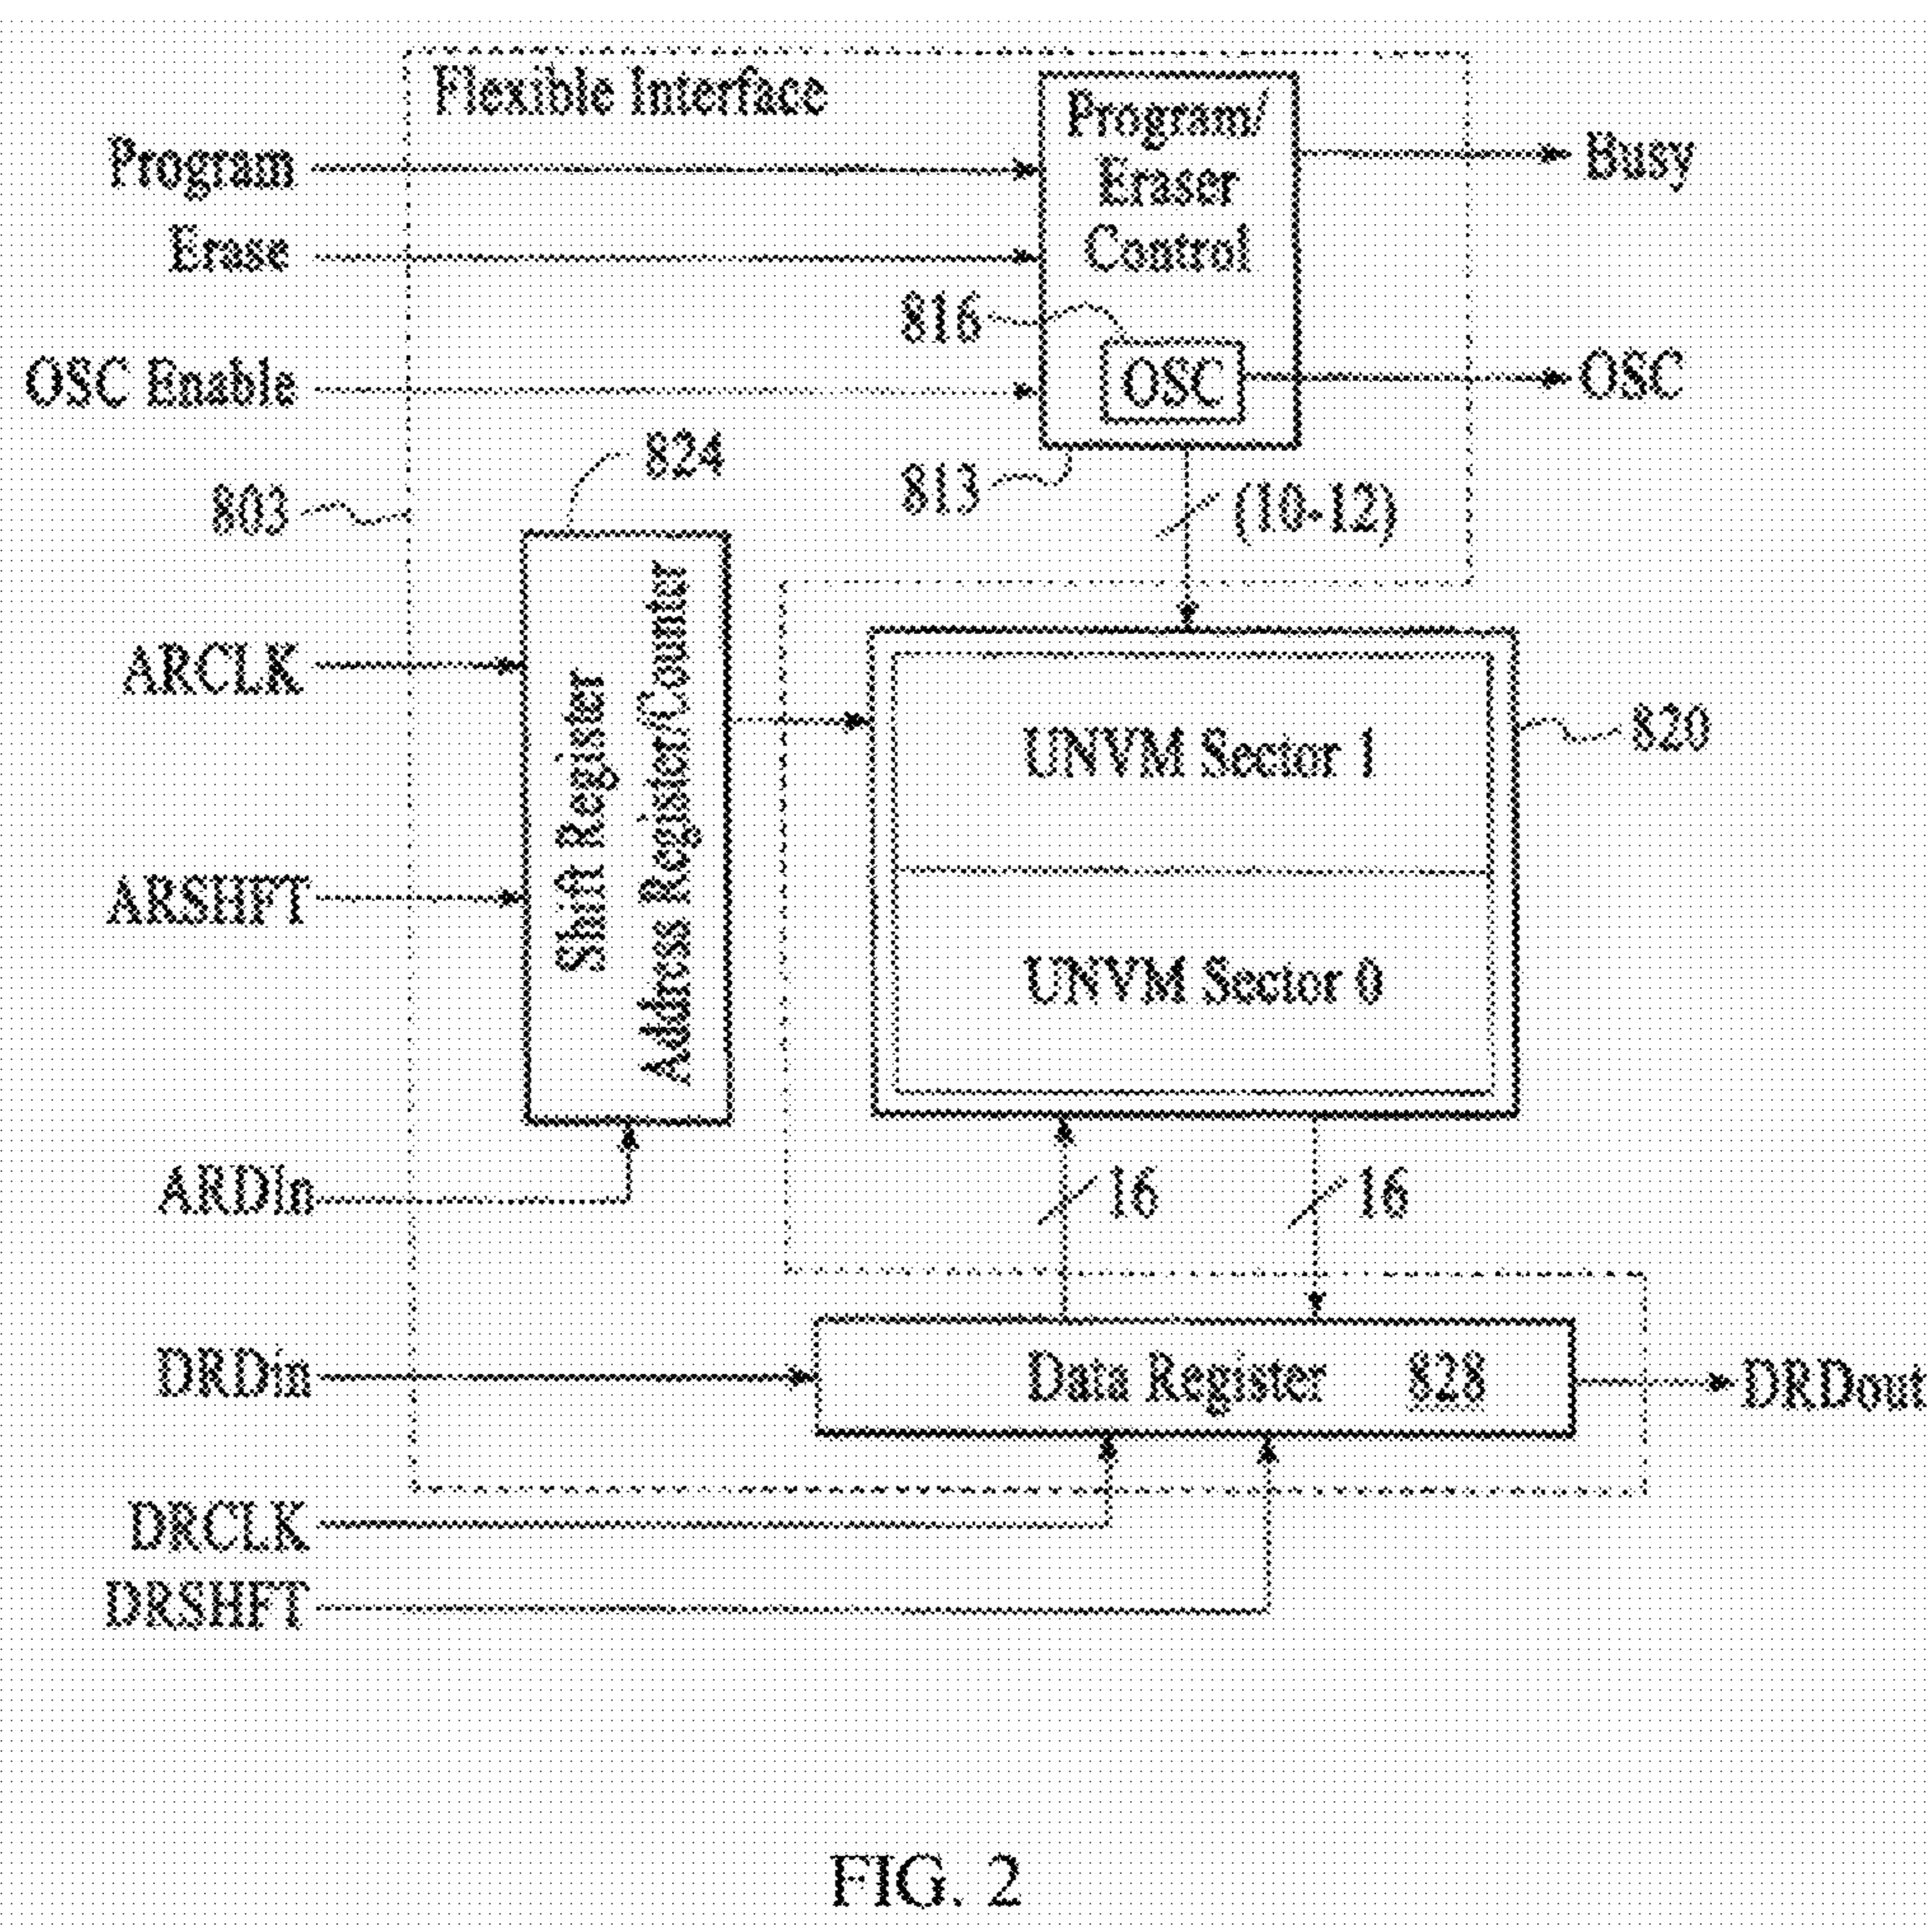 Flexible Interface
Program/
Eraser
Control
Program
Erase
OSC Enable
Busy
816
OSC
OSC
813
(10-12)
824
803
ARCLK
ARSHFT
ARDin
Shift Register
Address Register/Counter
UNVM Sector 1
UNVM Sector 0
820
16
16
DRDin
Data Register 828
DRDout
DRCLK
DRSHFT
FIG. 2